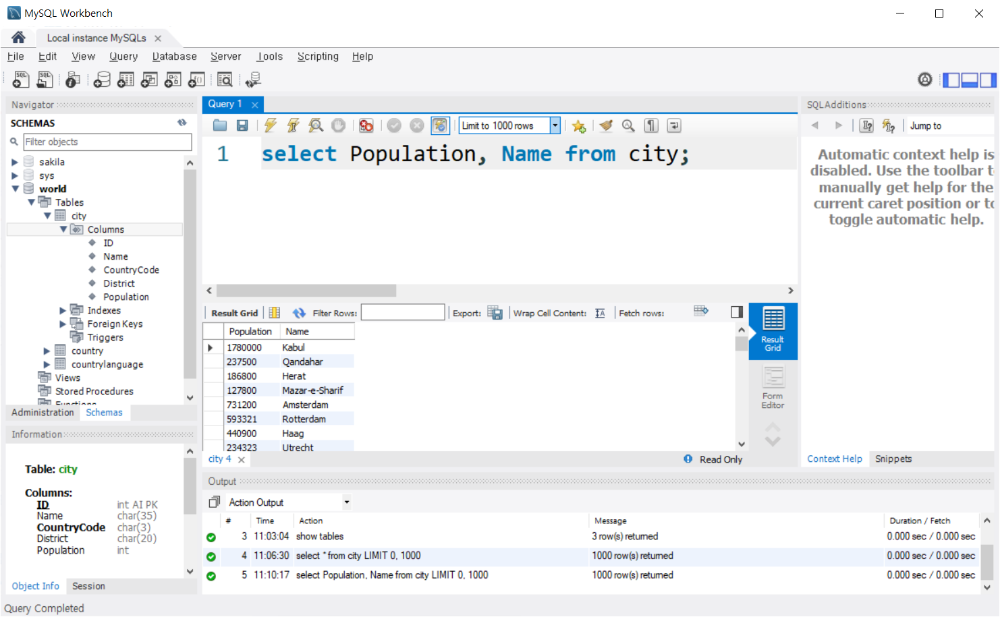 MySQL Workbench
Local instance MySQLs
File Edit View Query Database Server Tools Scripting Help
Navigator
SCHEMAS
Filter objects
sakila
sys
world
Tables
city
Columns
ID
Name
CountryCode
District
Population
Indexes
Foreign Keys
Triggers
country
countrylanguage
Views
Stored Procedures
Functions
Administration Schemas
Information
Table: city
Columns:
ID int AI PK
Name char(35)
CountryCode char(3)
District char(20)
Population int
Object Info Session
Query Completed
Query 1
Limit to 1000 rows
1 select Population, Name from city;
Result Grid Filter Rows: Export: Wrap Cell Content: Fetch rows:
Population Name
1780000 Kabul
237500 Qandahar
186800 Herat
127800 Mazar-e-Sharif
731200 Amsterdam
593321 Rotterdam
440900 Haag
234323 Utrecht
Result
Grid
Form
Editor
city 4
Read Only
SQLAdditions
Jump to
Automatic context help is
disabled. Use the toolbar t
manually get help for the
current caret position or to
toggle automatic help.
Context Help Snippets
Output
Action Output
# Time Action Message Duration / Fetch
3 11:03:04 show tables 3 row(s) returned 0.000 sec / 0.000 sec
4 11:06:30 select * from city LIMIT 0, 1000 1000 row(s) returned 0.000 sec / 0.000 sec
5 11:10:17 select Population, Name from city LIMIT 0, 1000 1000 row(s) returned 0.000 sec / 0.000 sec